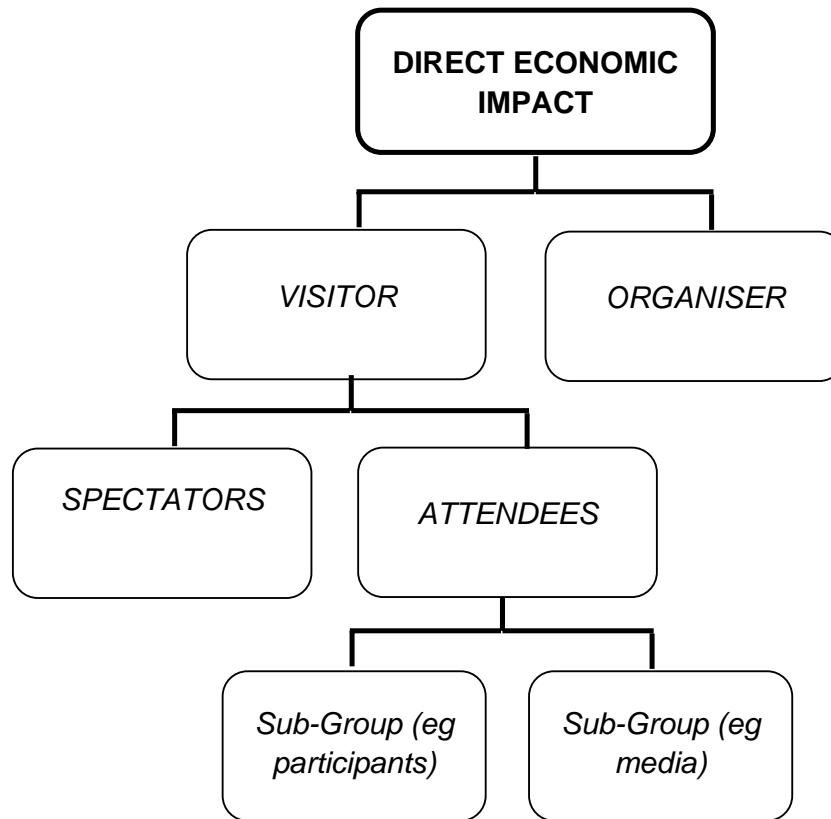 DIRECT ECONOMIC
IMPACT
VISITOR
ORGANISER
SPECTATORS
ATTENDEES
Sub-Group (eg
participants)
Sub-Group (eg
media)